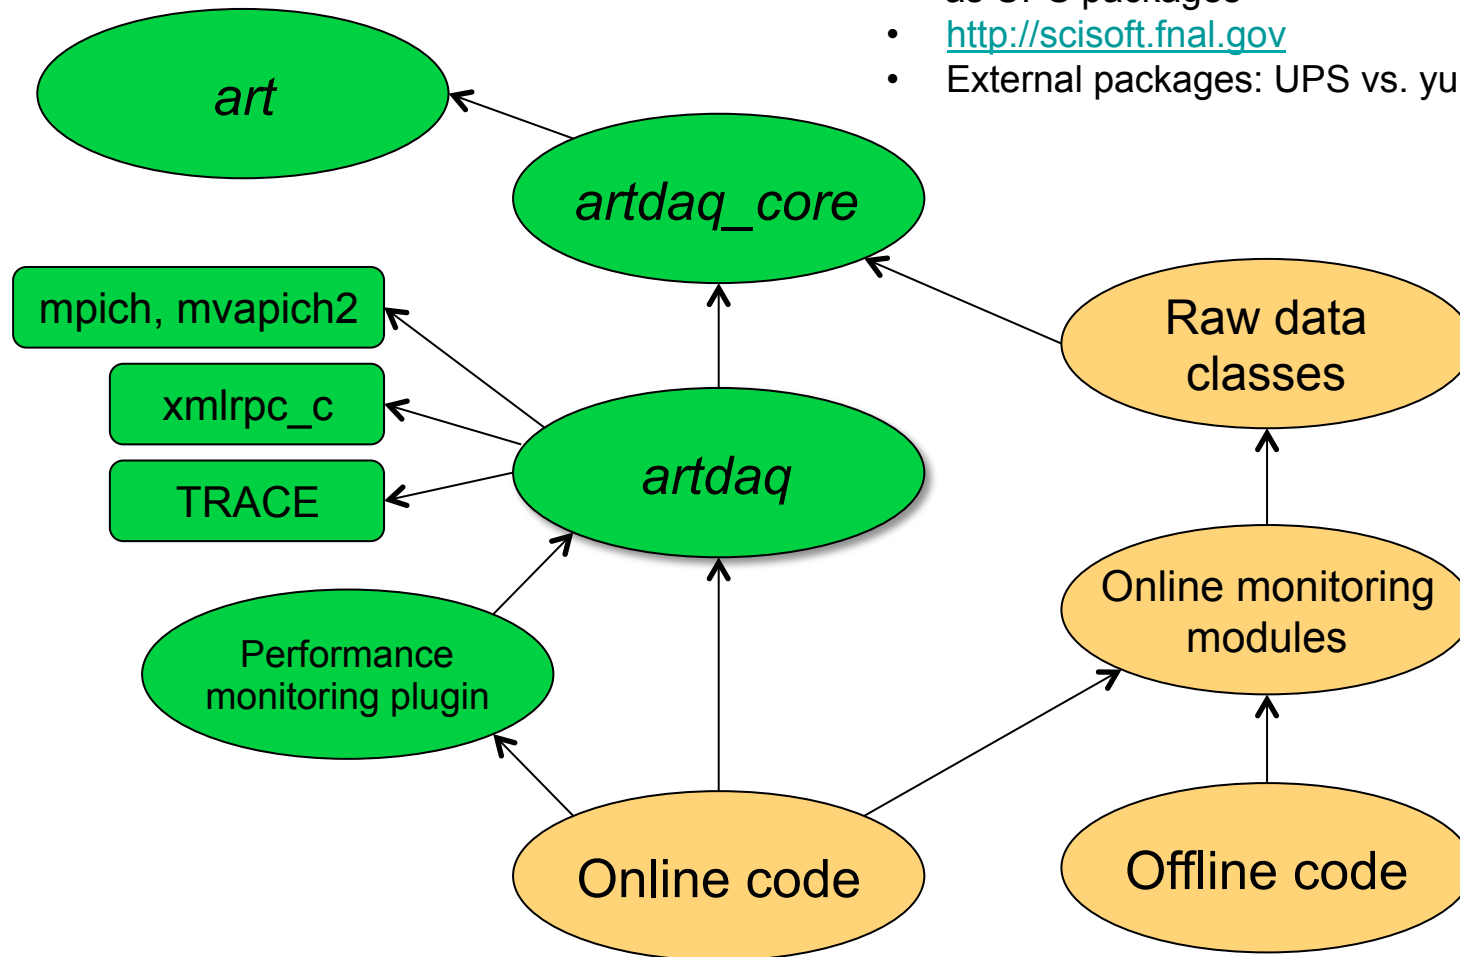 • http://scisoft.fnal.gov
• External packages: UPS vs.
art
artdaq_core
mpich, mvapich2
xmlrpc_c
TRACE
Raw data
classes
artdaq
Online monitoring
modules
Performance
monitoring plugin
Online code
Offline code